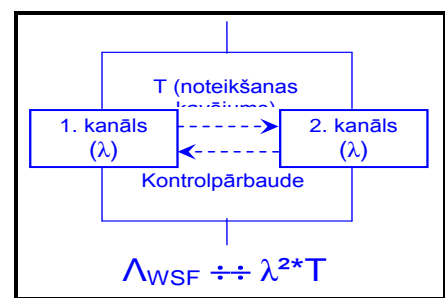 T (noteikšanas
1. kanāls
(λ)
2. kanāls
(λ)
Kontrolpārbaude
Λ_WSF ÷÷ λ²*T